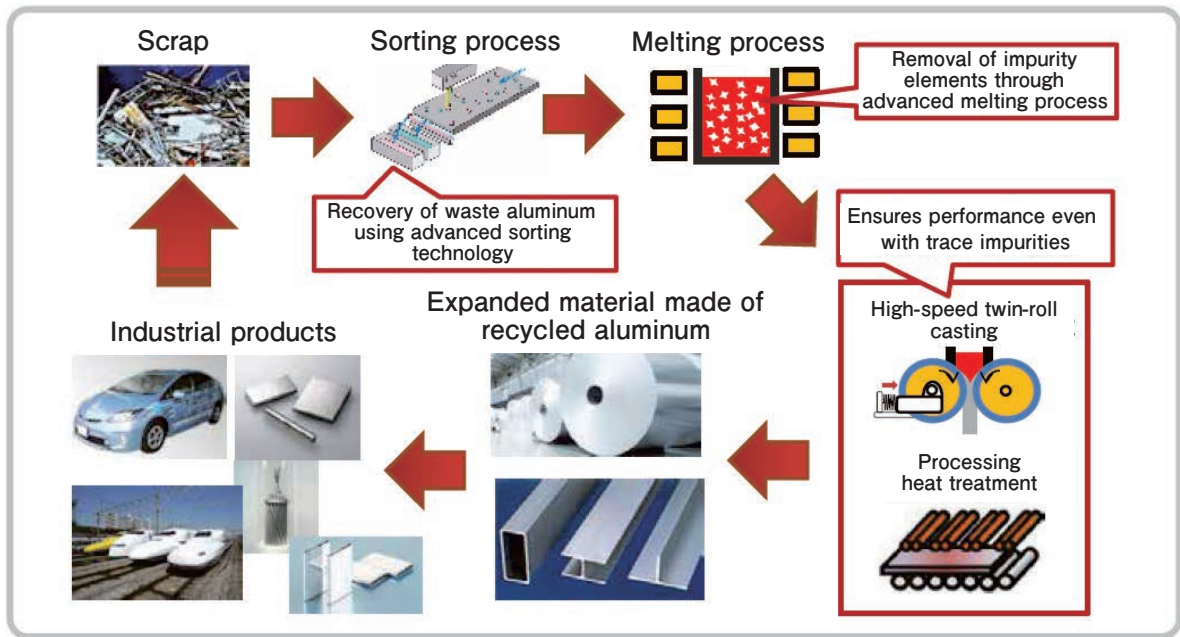 Scrap
Sorting process
Melting process
Removal of impurity
elements through
advanced melting process
Recovery of waste aluminum
using advanced sorting
technology
Ensures performance even
with trace impurities
High-speed twin-roll
casting
Processing
heat treatment
Expanded material made of
recycled aluminum
Industrial products